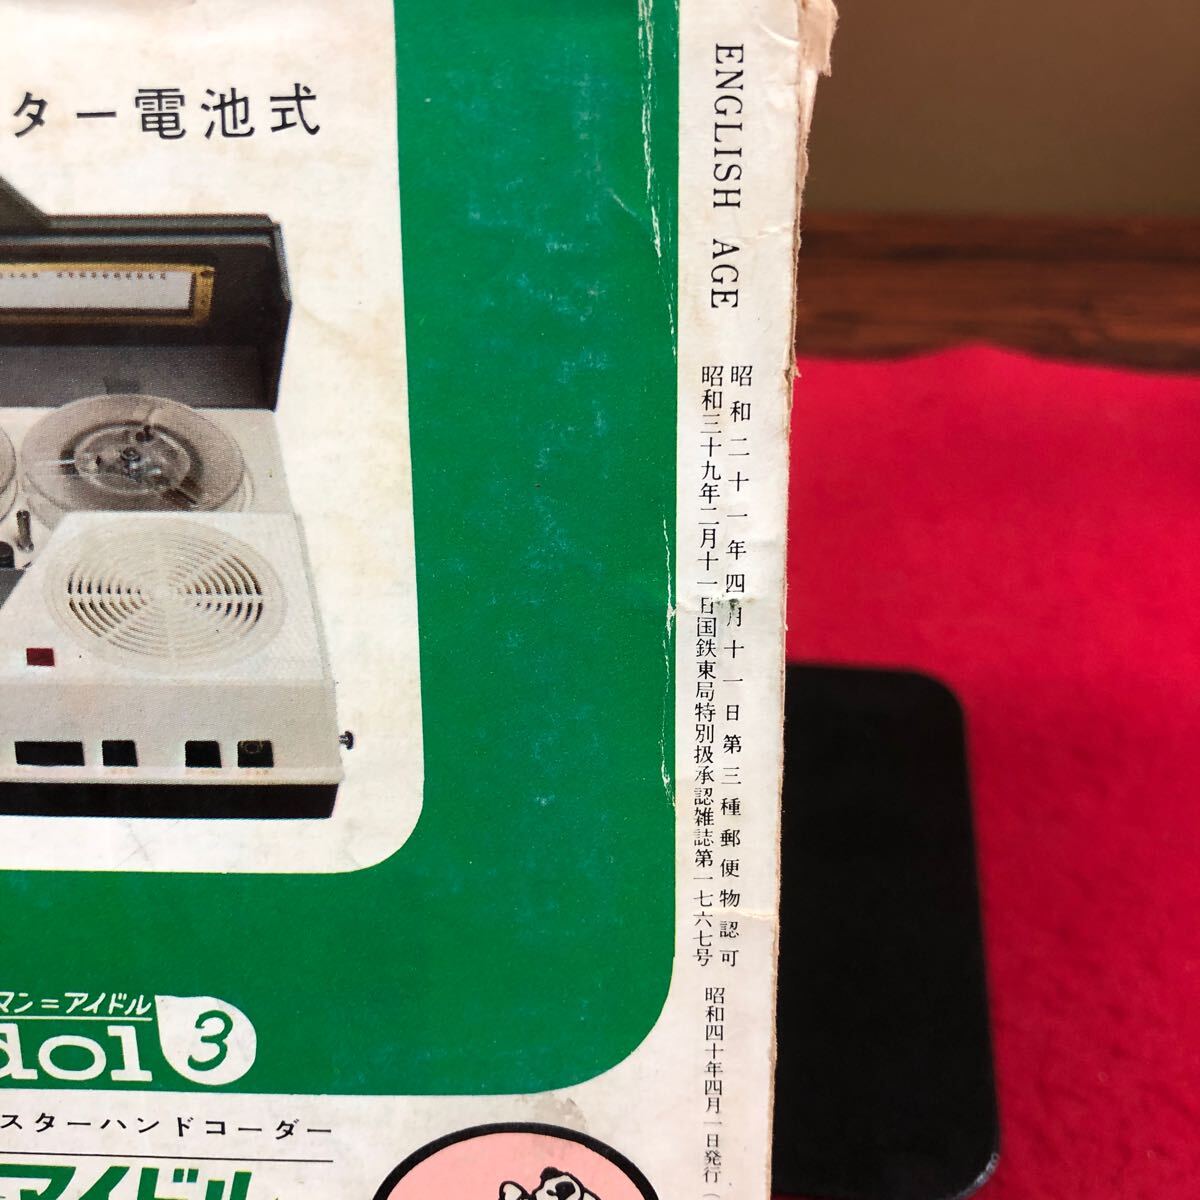 ター電池式
ENGLISH AGE
昭和二十一年四月十一日第三種郵便物認可
昭和三十九年二月十一日国鉄東局特別扱承認雑誌第一七六七号
昭和四十年四月一日発行(
マン=アイドル
dol 3
スターハンドコーダー
アイドル